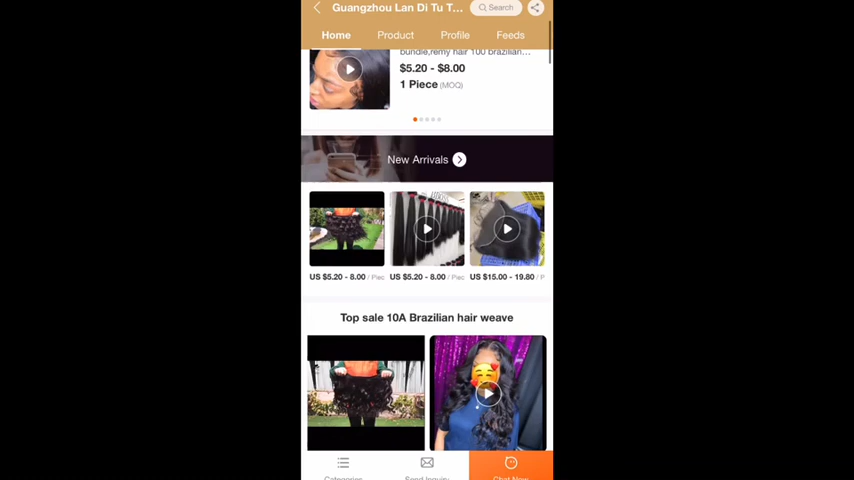 Guangzhou Lan Di Tu T...
Search
Home Product Profile Feeds
bundle,remy hair 100 brazilian...
$5.20 - $8.00
1 Piece (MOQ)
New Arrivals
US $5.20 - 8.00 / Piec US $5.20 - 8.00 / Piec US $15.00 - 19.80 / P
Top sale 10A Brazilian hair weave
Categories Send Inquiry Chat Now